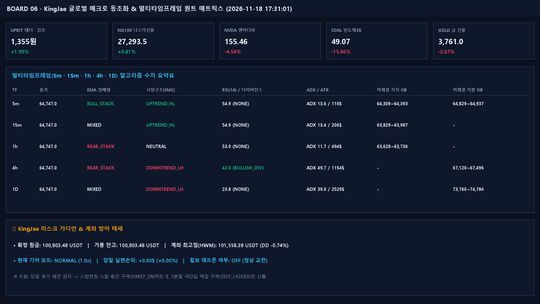 BOARD 06 - KingJae 글로벌 매크로 동조화 & 멀티타임프레임 퀀트 매트릭스 (2026-11-18 17:31:01)
UPBIT 테더 · 김프
1,355원
+1.98%
NQ100 나스닥선물
27,293.5
+0.81%
NVDA 엔비디아
155.46
-4.54%
SOXL 반도체3X
49.07
-15.86%
GOLD 금 선물
3,761.0
-2.67%
멀티타임프레임(5m · 15m · 1h · 4h · 1D) 알고리즘 수치 요약표
TF 종가 EMA 정배열 시장구조(SMC) RSI(14) / 다이버전스 ADX / ATR 미체결 지지 OB 미체결 저항 OB
5m 64,747.0 BULL_STACK UPTREND_HL 54.9 (NONE) ADX 13.6 / 110$ 64,309~64,393 64,829~64,937
15m 64,747.0 MIXED UPTREND_HL 54.9 (NONE) ADX 13.4 / 206$ 63,829~63,987 -
1h 64,747.0 BEAR_STACK NEUTRAL 53.9 (NONE) ADX 11.7 / 494$ 63,628~63,736 -
4h 64,747.0 BEAR_STACK DOWNTREND_LH 42.0 (BULLISH_DIV) ADX 49.7 / 1154$ - 67,120~67,496
1D 64,747.0 MIXED DOWNTREND_LH 23.8 (NONE) ADX 39.0 / 2529$ - 73,760~74,784
KingJae 리스크 가디언 & 계좌 방어 태세
• 확정 원금: 100,803.48 USDT | 가용 잔고: 100,803.48 USDT | 계좌 최고점(HWM): 101,558.38 USDT (DD -0.74%)
• 현재 기어 모드: NORMAL (1.0x) | 당일 실현손익: +0.00$ (+0.00%) | 휩보 데드존 여부: OFF (정상 교전)